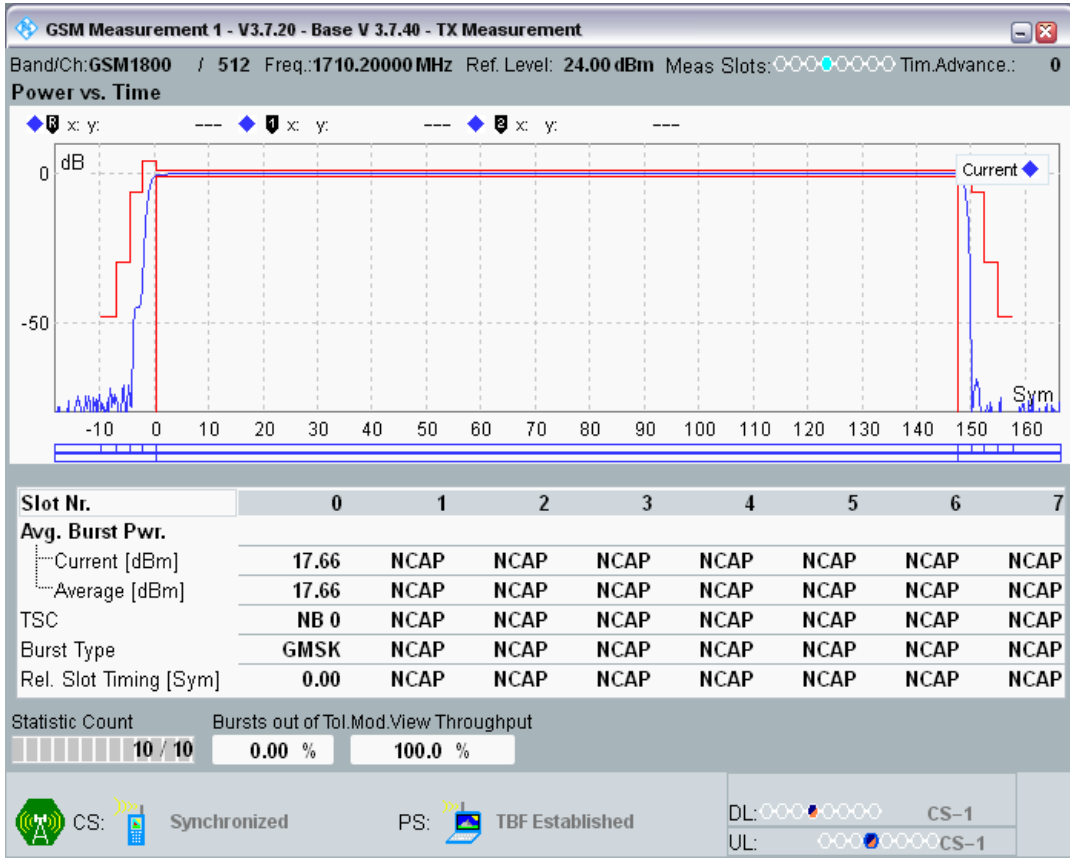 GSM Measurement 1 - V3.7.20 - Base V 3.7.40 - TX Measurement
Band/Ch:GSM1800 / 512 Freq.:1710.20000 MHz Ref. Level: 24.00 dBm Meas Slots: Tim.Advance.: 0
Power vs. Time
R x: y: --- 1 x: y: --- 2 x: y: ---
dB
Current
0
-50
Sym
-10 0 10 20 30 40 50 60 70 80 90 100 110 120 130 140 150 160
Slot Nr. 0 1 2 3 4 5 6 7
Avg. Burst Pwr.
Current [dBm] 17.66 NCAP NCAP NCAP NCAP NCAP NCAP NCAP
Average [dBm] 17.66 NCAP NCAP NCAP NCAP NCAP NCAP NCAP
TSC NB 0 NCAP NCAP NCAP NCAP NCAP NCAP NCAP
Burst Type GMSK NCAP NCAP NCAP NCAP NCAP NCAP NCAP
Rel. Slot Timing [Sym] 0.00 NCAP NCAP NCAP NCAP NCAP NCAP NCAP
Statistic Count Bursts out of Tol.Mod.View Throughput
10 / 10 0.00 % 100.0 %
CS: Synchronized PS: TBF Established
DL: CS-1
UL: CS-1